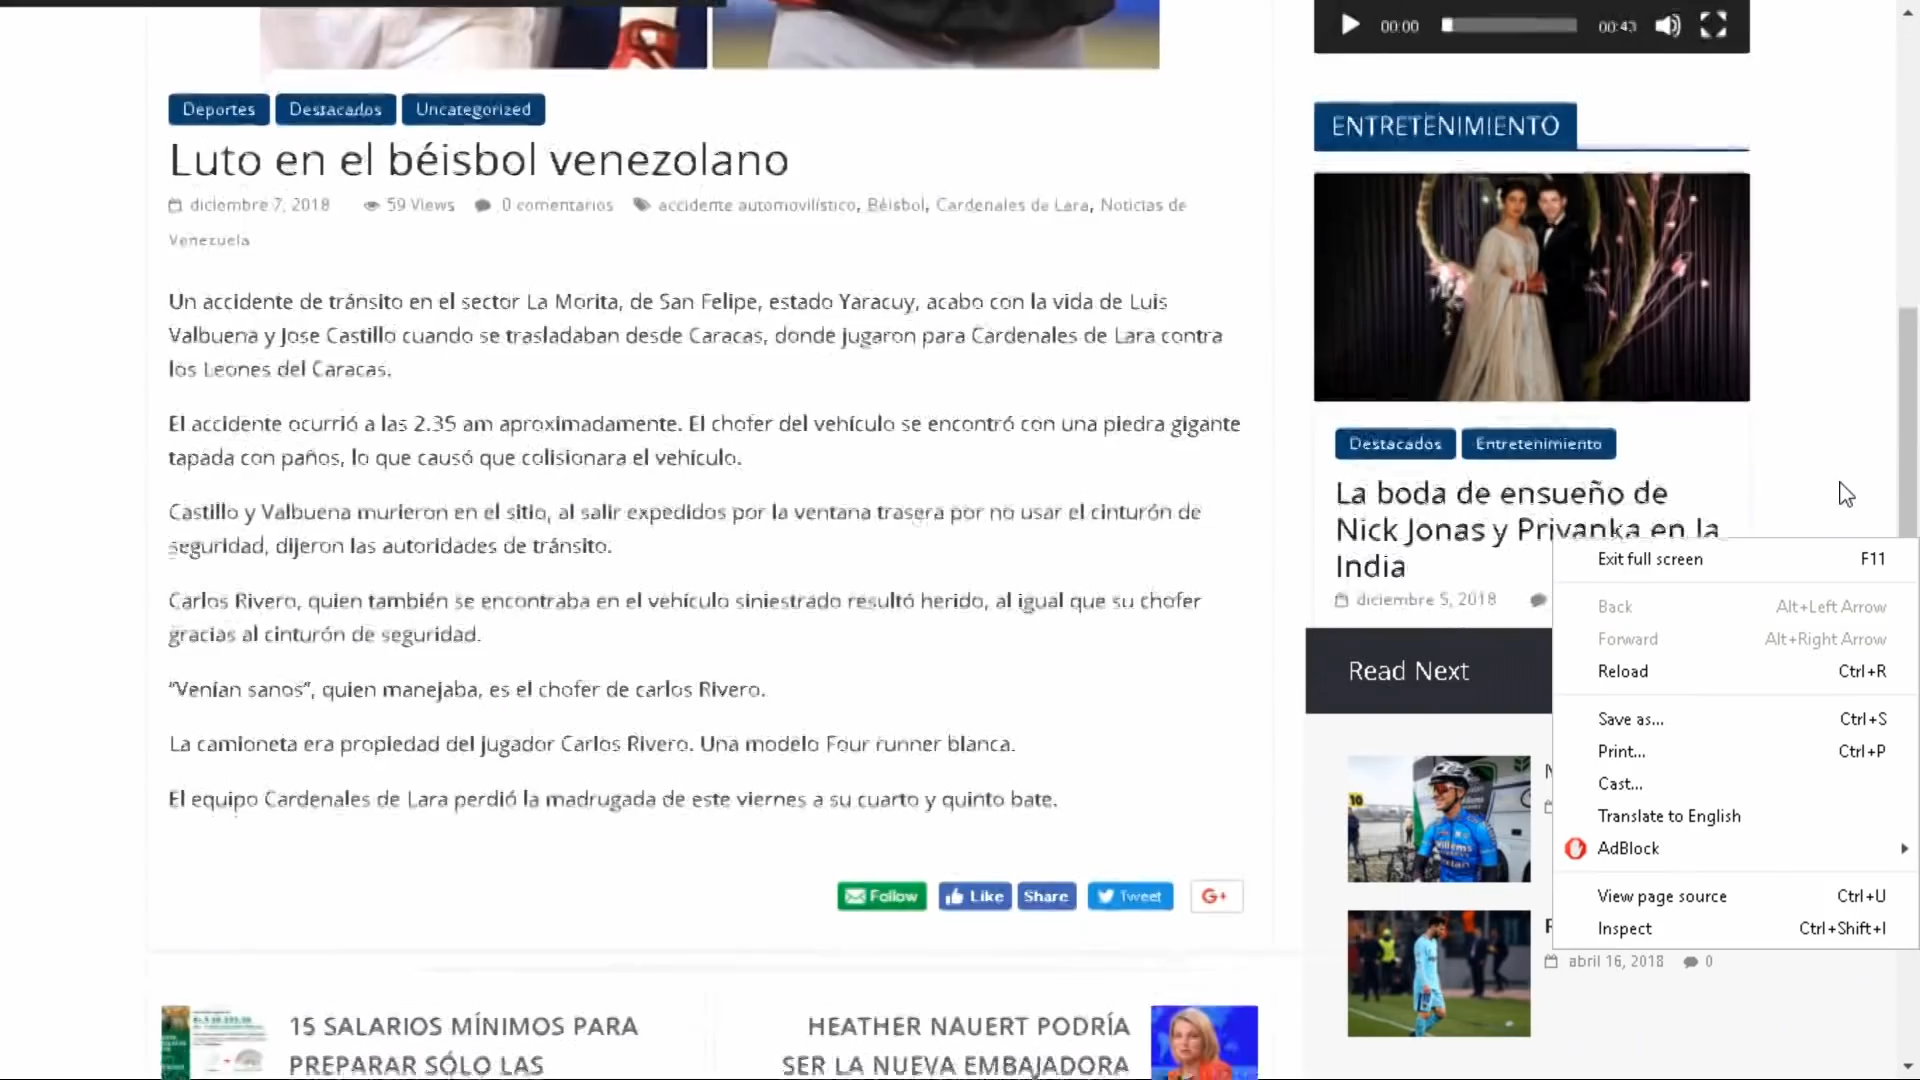 00:00
00:43
Deportes
Destacados
Uncategorized
Luto en el béisbol venezolano
diciembre 7, 2018 59 Views 0 comentarios accidente automovilístico, Béisbol, Cardenales de Lara, Noticias de
Venezuela
Un accidente de tránsito en el sector La Morita, de San Felipe, estado Yaracuy, acabo con la vida de Luis
Valbuena y Jose Castillo cuando se trasladaban desde Caracas, donde jugaron para Cardenales de Lara contra
los Leones del Caracas.
El accidente ocurrió a las 2.35 am aproximadamente. El chofer del vehículo se encontró con una piedra gigante
tapada con paños, lo que causó que colisionara el vehículo.
Castillo y Valbuena murieron en el sitio, al salir expedidos por la ventana trasera por no usar el cinturón de
seguridad, dijeron las autoridades de tránsito.
Carlos Rivero, quien también se encontraba en el vehículo siniestrado resultó herido, al igual que su chofer
gracias al cinturón de seguridad.
“Venían sanos”, quien manejaba, es el chofer de carlos Rivero.
La camioneta era propiedad del jugador Carlos Rivero. Una modelo Four runner blanca.
El equipo Cardenales de Lara perdió la madrugada de este viernes a su cuarto y quinto bate.
Follow
Like
Share
Tweet
G+
15 SALARIOS MÍNIMOS PARA
PREPARAR SÓLO LAS
HEATHER NAUERT PODRÍA
SER LA NUEVA EMBAJADORA
ENTRETENIMIENTO
Destacados
Entretenimiento
La boda de ensueño de
Nick Jonas y Priyanka en la
India
diciembre 5, 2018
Read Next
10
abril 16, 2018 0
Exit full screen F11
Back Alt+Left Arrow
Forward Alt+Right Arrow
Reload Ctrl+R
Save as... Ctrl+S
Print... Ctrl+P
Cast...
Translate to English
AdBlock
View page source Ctrl+U
Inspect Ctrl+Shift+I